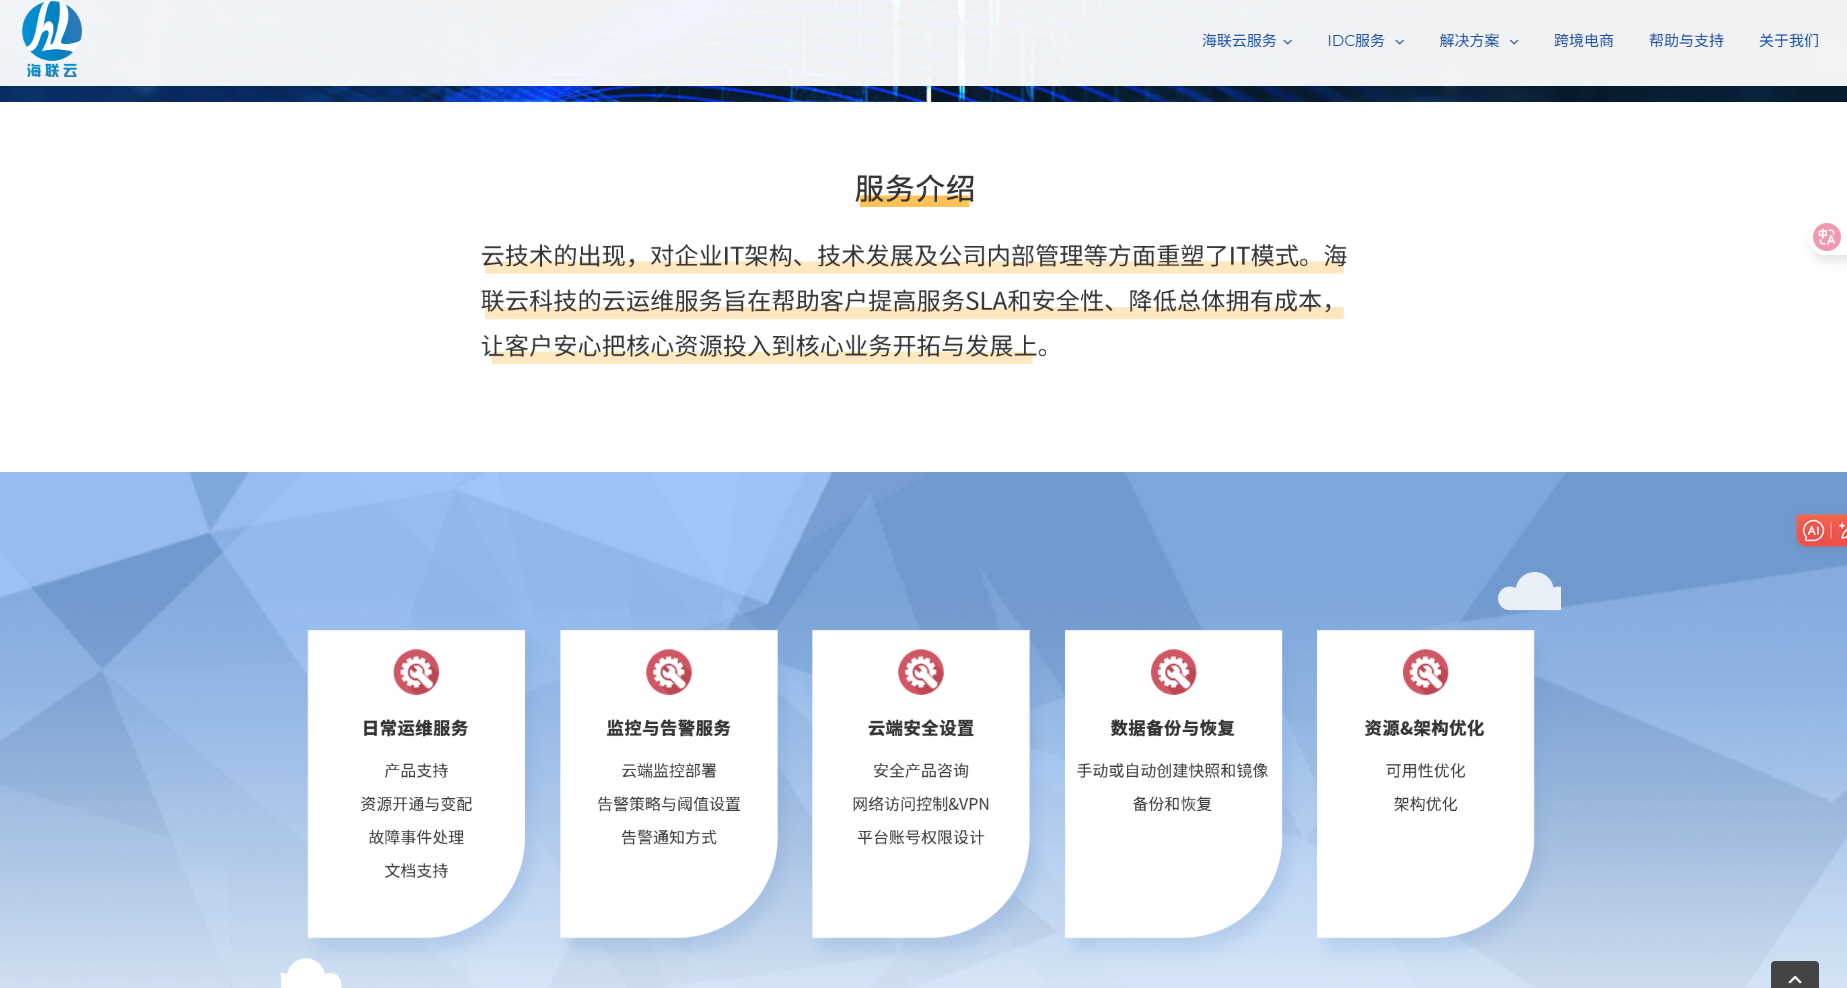 海联云
海联云服务
IDC服务
解决方案
跨境电商
帮助与支持
关于我们
服务介绍
云技术的出现，对企业IT架构、技术发展及公司内部管理等方面重塑了IT模式。海
联云科技的云运维服务旨在帮助客户提高服务SLA和安全性、降低总体拥有成本，
让客户安心把核心资源投入到核心业务开拓与发展上。
中A
AI
日常运维服务
产品支持
资源开通与变配
故障事件处理
文档支持
监控与告警服务
云端监控部署
告警策略与阈值设置
告警通知方式
云端安全设置
安全产品咨询
网络访问控制&VPN
平台账号权限设计
数据备份与恢复
手动或自动创建快照和镜像
备份和恢复
资源&架构优化
可用性优化
架构优化